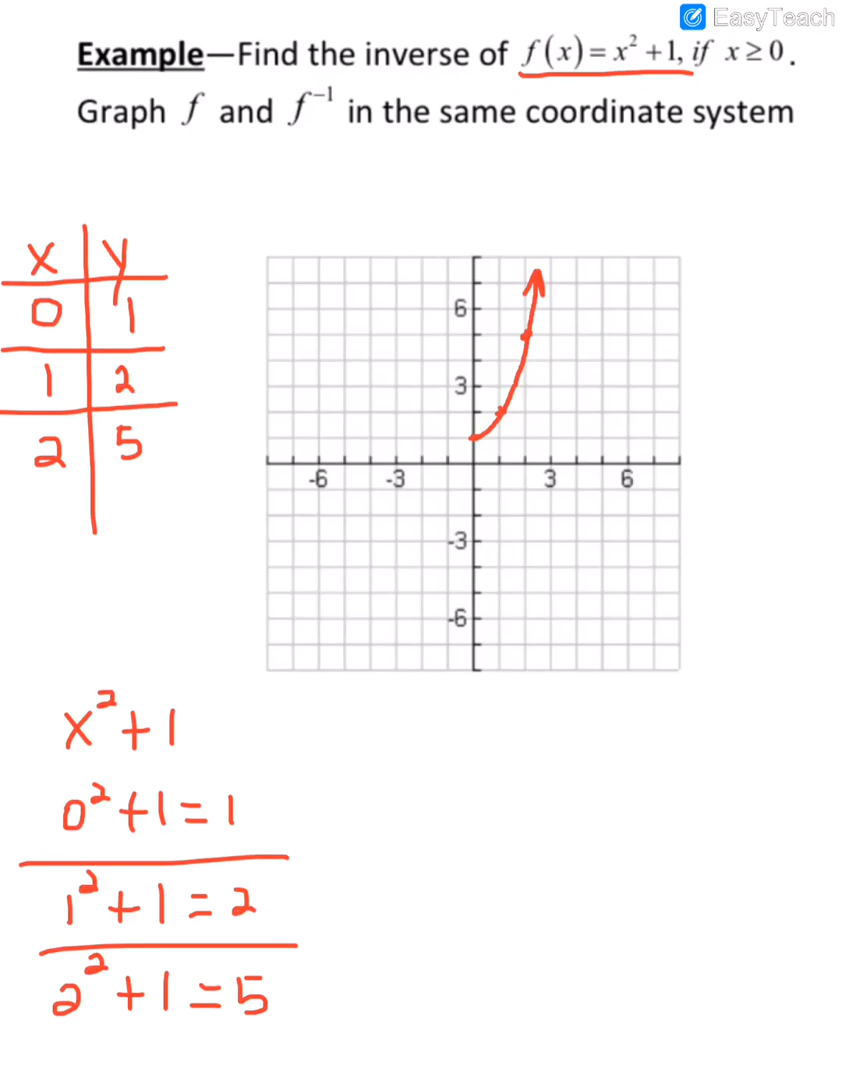 EasyTeach
Example—Find the inverse of f(x) = x² + 1, if x ≥ 0.
Graph f and f⁻¹ in the same coordinate system
x y
0 1
1 2
2 5
6
3
-6 -3 3 6
-3
-6
x² + 1
0² + 1 = 1
1² + 1 = 2
2² + 1 = 5